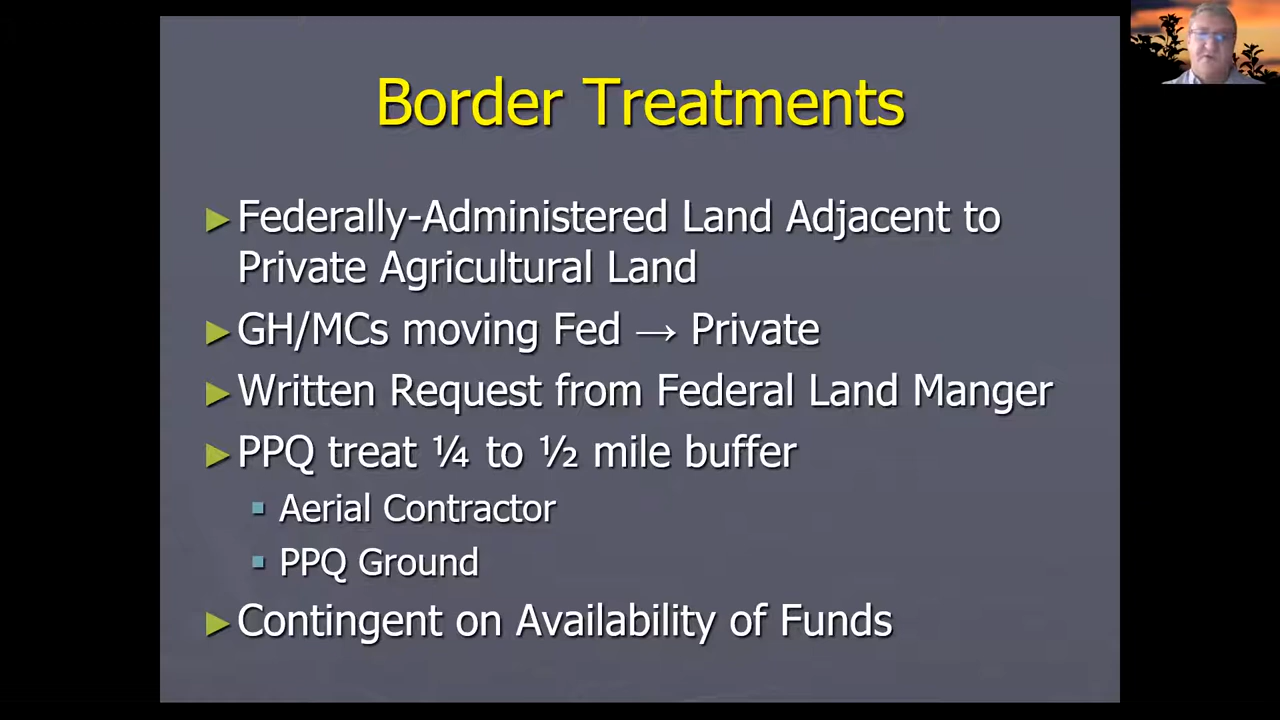 Border Treatments
Federally-Administered Land Adjacent to
Private Agricultural Land
GH/MCs moving Fed → Private
Written Request from Federal Land Manger
PPQ treat ¼ to ½ mile buffer
Aerial Contractor
PPQ Ground
Contingent on Availability of Funds